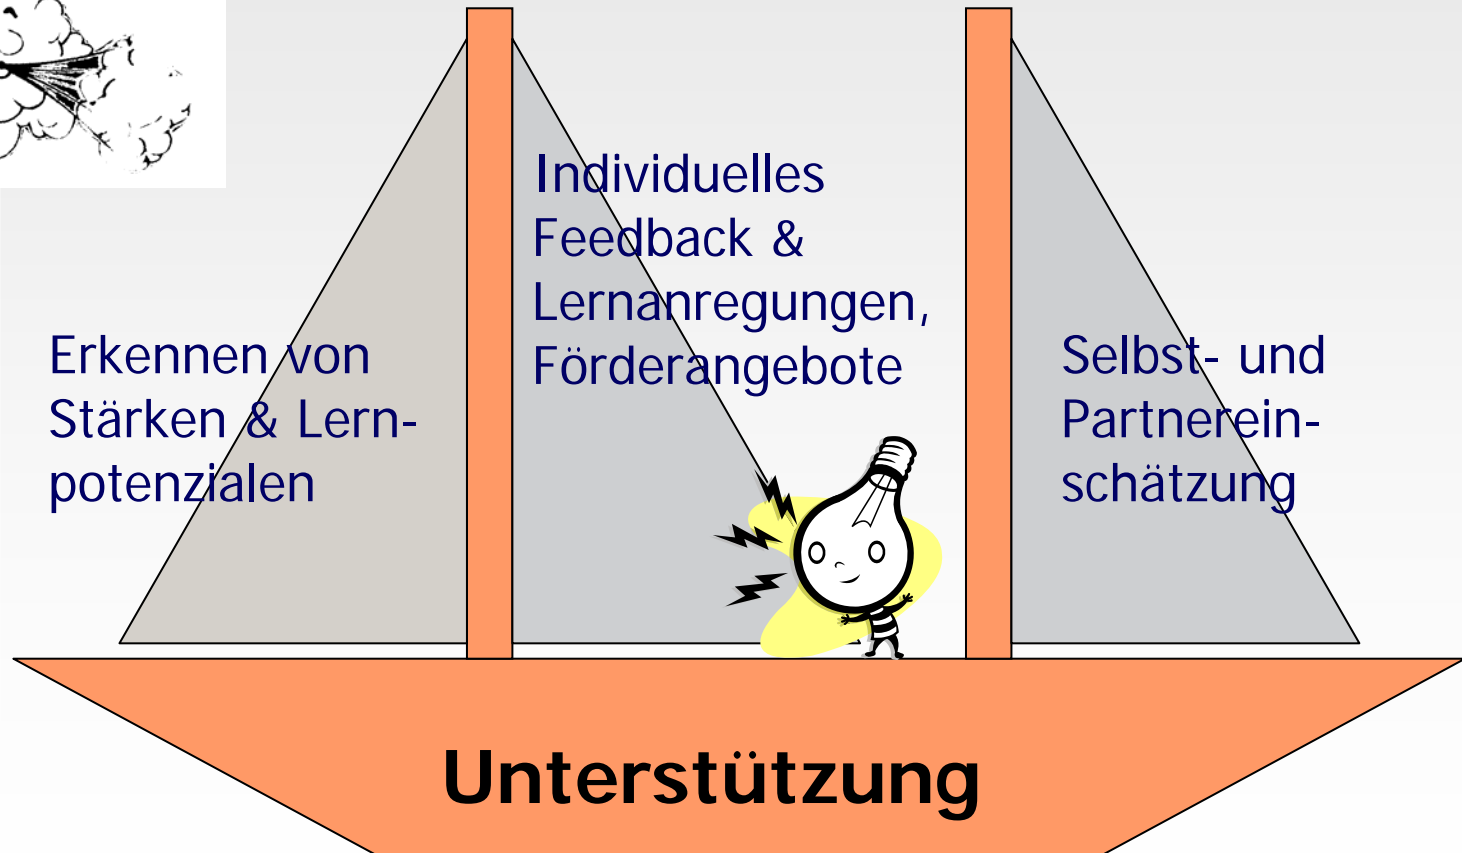 Erkennen von
Stärken & Lern-
potenzialen
Individuelles
Feedback &
Lernanregungen,
Förderangebote
Selbst- und
Partnerein-
schätzung
Unterstützung